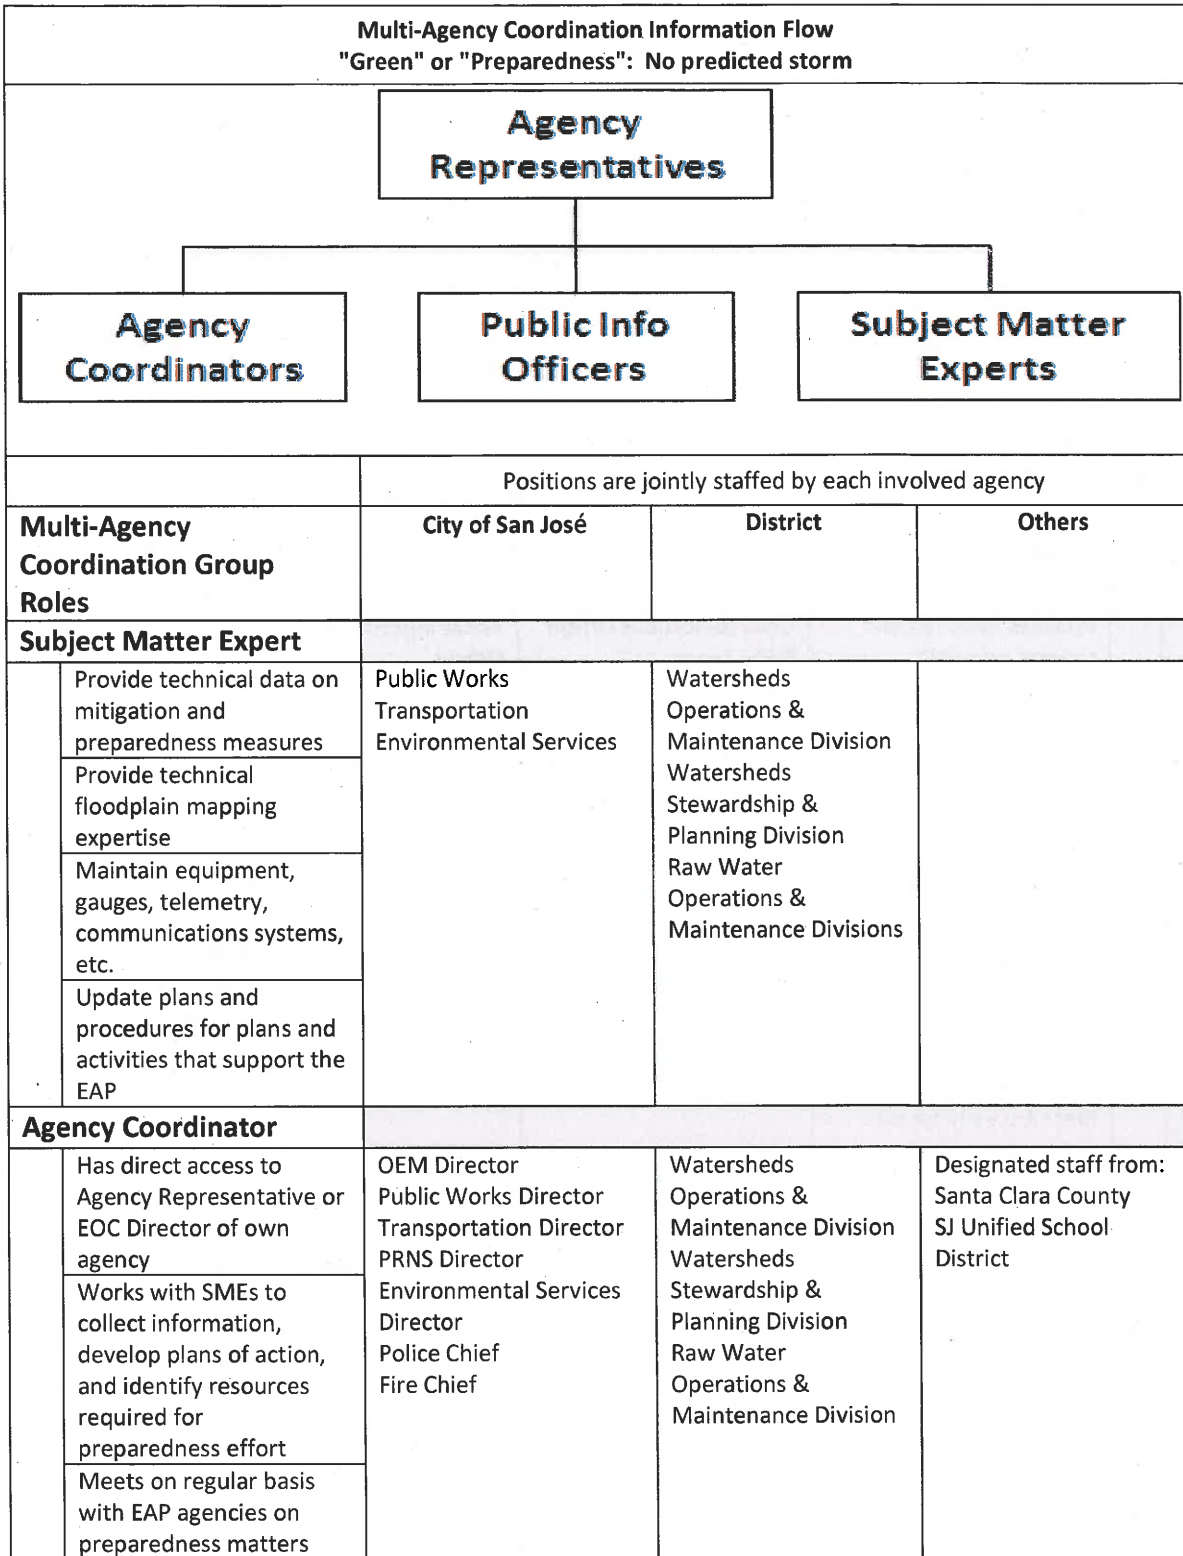 Multi-Agency Coordination Information Flow
"Green" or "Preparedness": No predicted storm
Agency
Representatives
Agency
Coordinators
Public Info
Officers
Subject Matter
Experts
Positions are jointly staffed by each involved agency
Multi-Agency
Coordination Group
Roles
City of San José
District
Others
Subject Matter Expert
Provide technical data on
mitigation and
preparedness measures
Provide technical
floodplain mapping
expertise
Maintain equipment,
gauges, telemetry,
communications systems,
etc.
Update plans and
procedures for plans and
activities that support the
EAP
Public Works
Transportation
Environmental Services
Watersheds
Operations &
Maintenance Division
Watersheds
Stewardship &
Planning Division
Raw Water
Operations &
Maintenance Divisions
Agency Coordinator
Has direct access to
Agency Representative or
EOC Director of own
agency
Works with SMEs to
collect information,
develop plans of action,
and identify resources
required for
preparedness effort
Meets on regular basis
with EAP agencies on
preparedness matters
OEM Director
Public Works Director
Transportation Director
PRNS Director
Environmental Services
Director
Police Chief
Fire Chief
Watersheds
Operations &
Maintenance Division
Watersheds
Stewardship &
Planning Division
Raw Water
Operations &
Maintenance Division
Designated staff from:
Santa Clara County
SJ Unified School
District